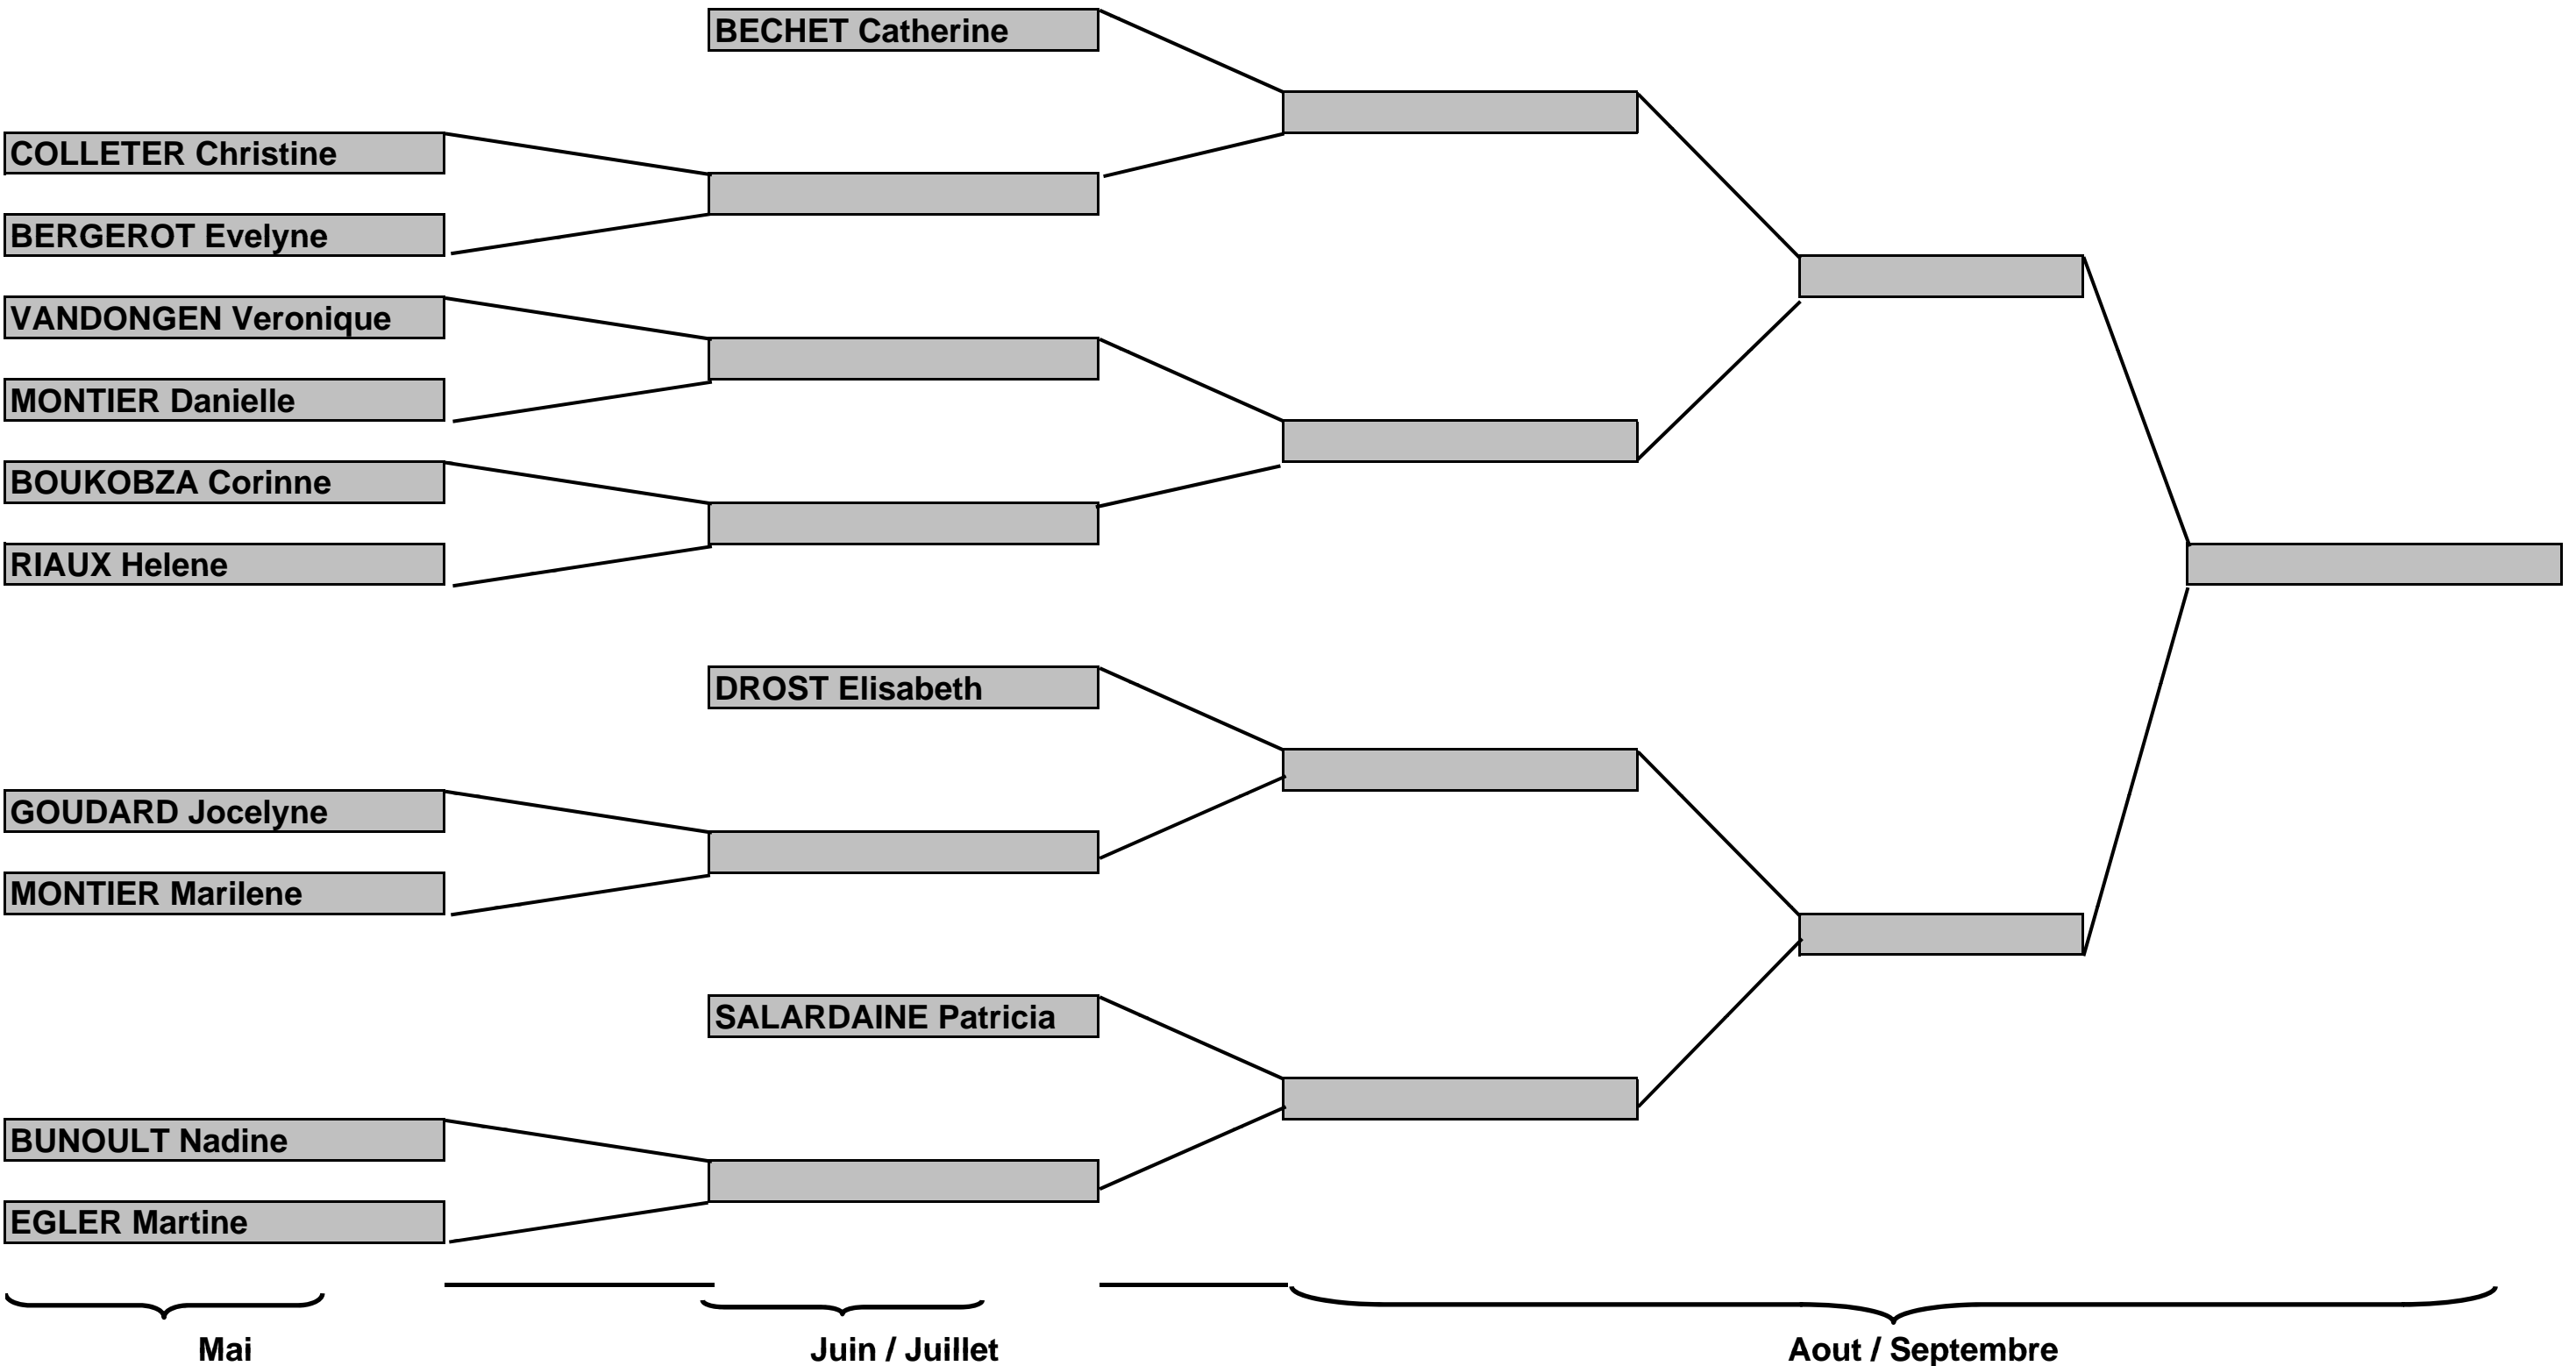 BECHET Catherine
COLLETER Christine
BERGEROT Evelyne
VANDONGEN Veronique
MONTIER Danielle
BOUKOBZA Corinne
RIAUX Helene
DROST Elisabeth
GOUDARD Jocelyne
MONTIER Marilene
SALARDAINE Patricia
BUNOULT Nadine
EGLER Martine
Mai
Juin / Juillet
Aout / Septembre